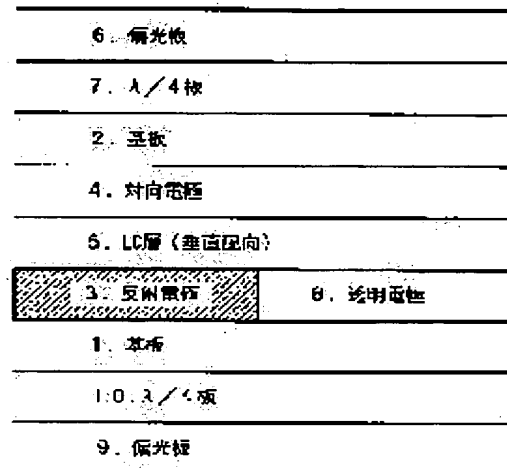 6. 偏光板
7. λ／4板
2. 基板
4. 対向電極
5. LC層（垂直配向）
3. 反射電極
8. 透明電極
1. 基板
10. λ／4板
9. 偏光板